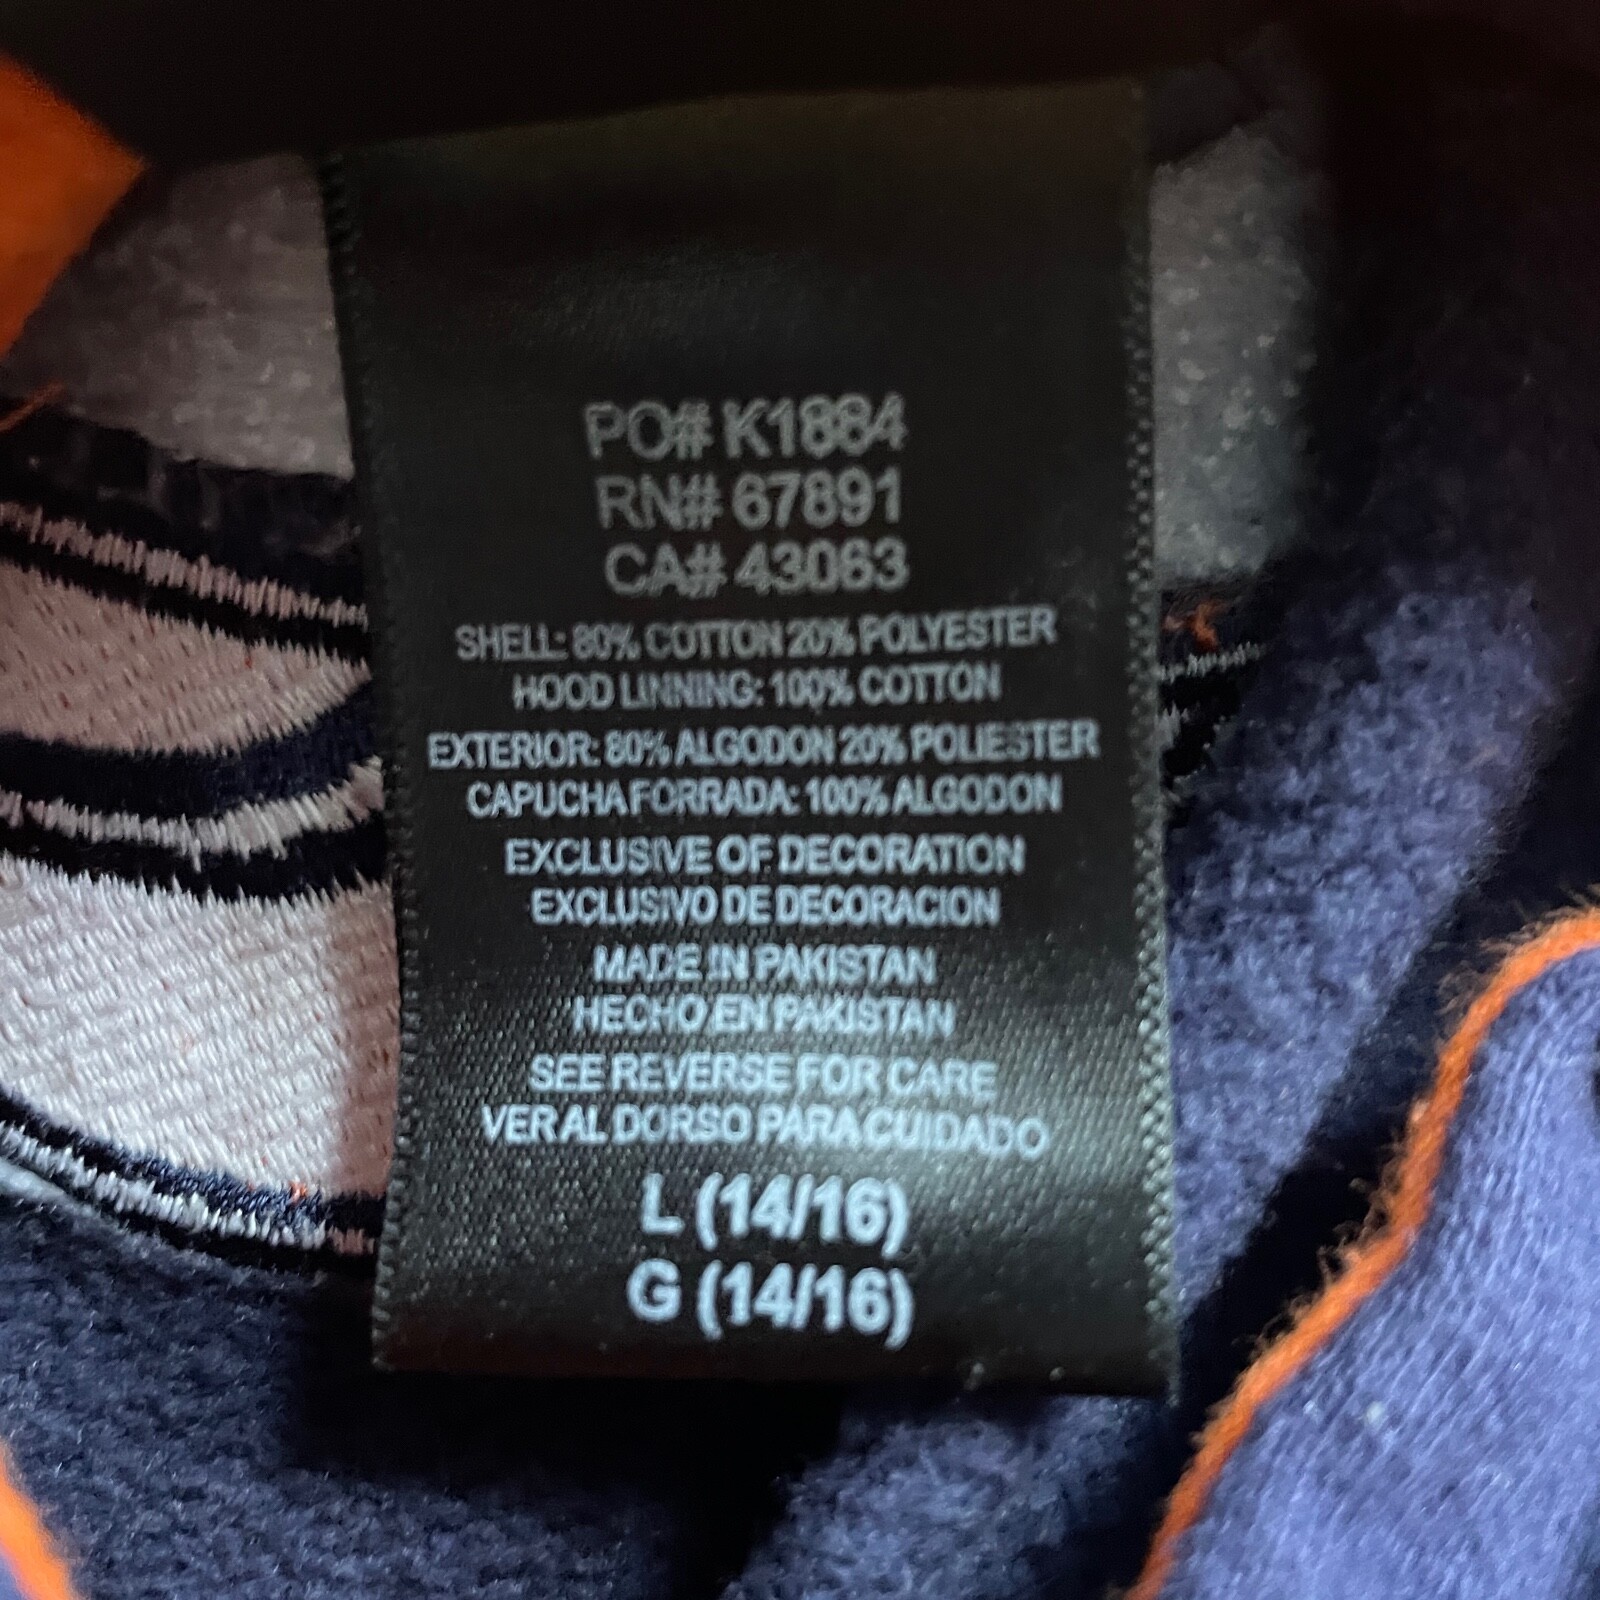 PO# K1884
RN# 67891
CA# 43063
SHELL: 80% COTTON 20% POLYESTER
HOOD LINNING: 100% COTTON
EXTERIOR: 80% ALGODON 20% POLIESTER
CAPUCHA FORRADA: 100% ALGODON
EXCLUSIVE OF DECORATION
EXCLUSIVO DE DECORACION
MADE IN PAKISTAN
HECHO EN PAKISTAN
SEE REVERSE FOR CARE
VER AL DORSO PARA CUIDADO
L (14/16)
G (14/16)